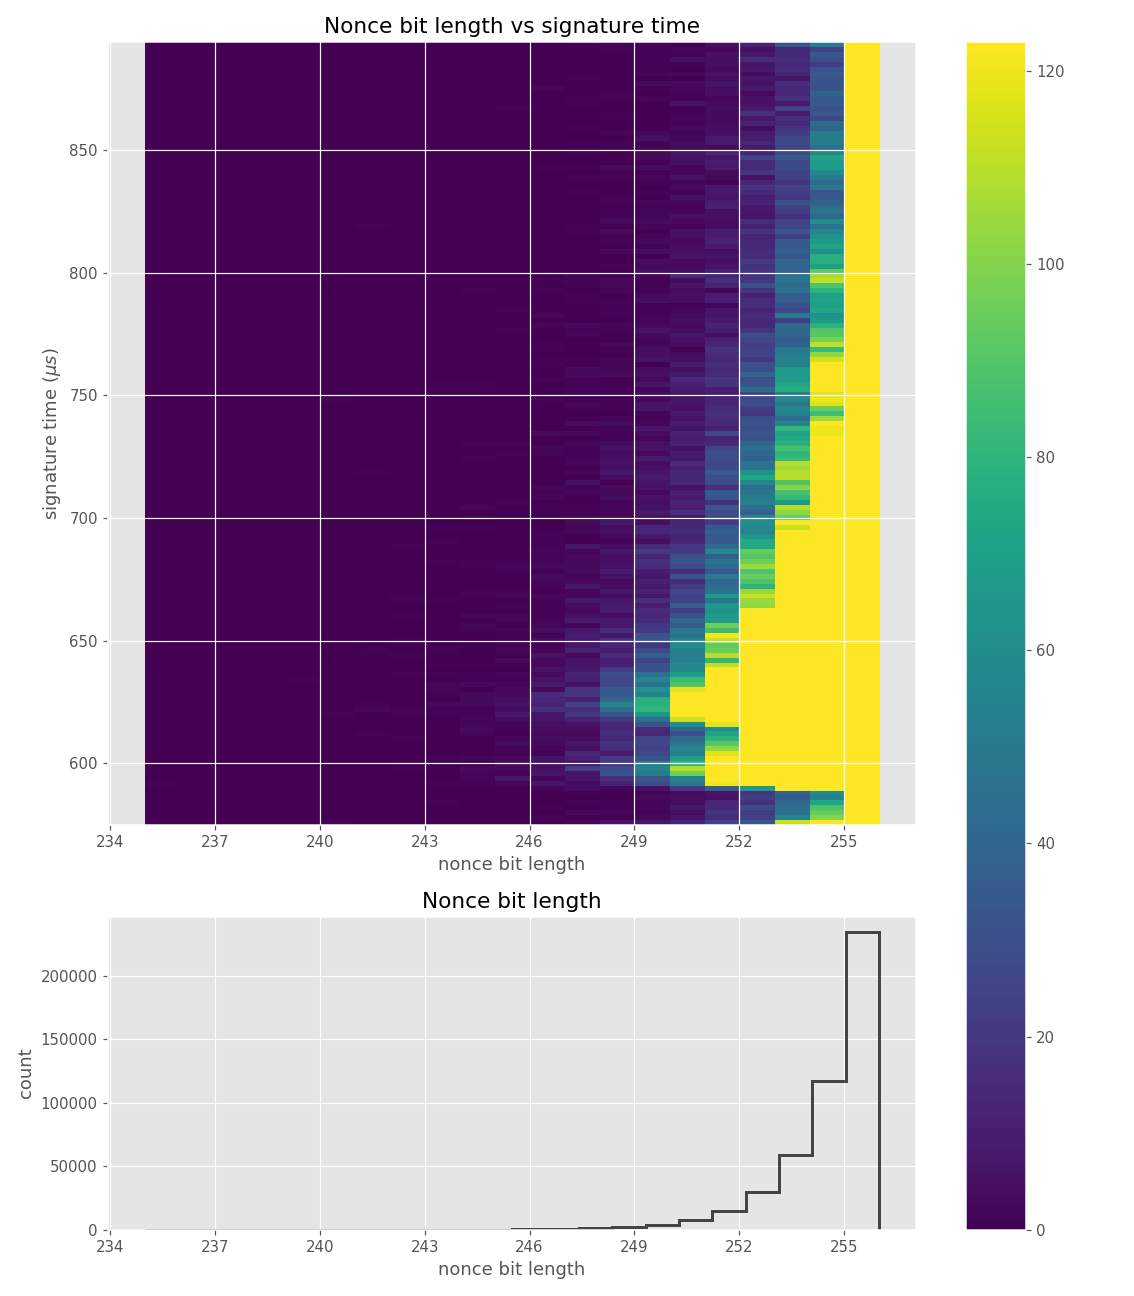 Nonce bit length vs signature time
signature time (µs)
850
800
750
700
650
600
234 237 240 243 246 249 252 255
nonce bit length
120
100
80
60
40
20
0
Nonce bit length
count
200000
150000
100000
50000
0
234 237 240 243 246 249 252 255
nonce bit length